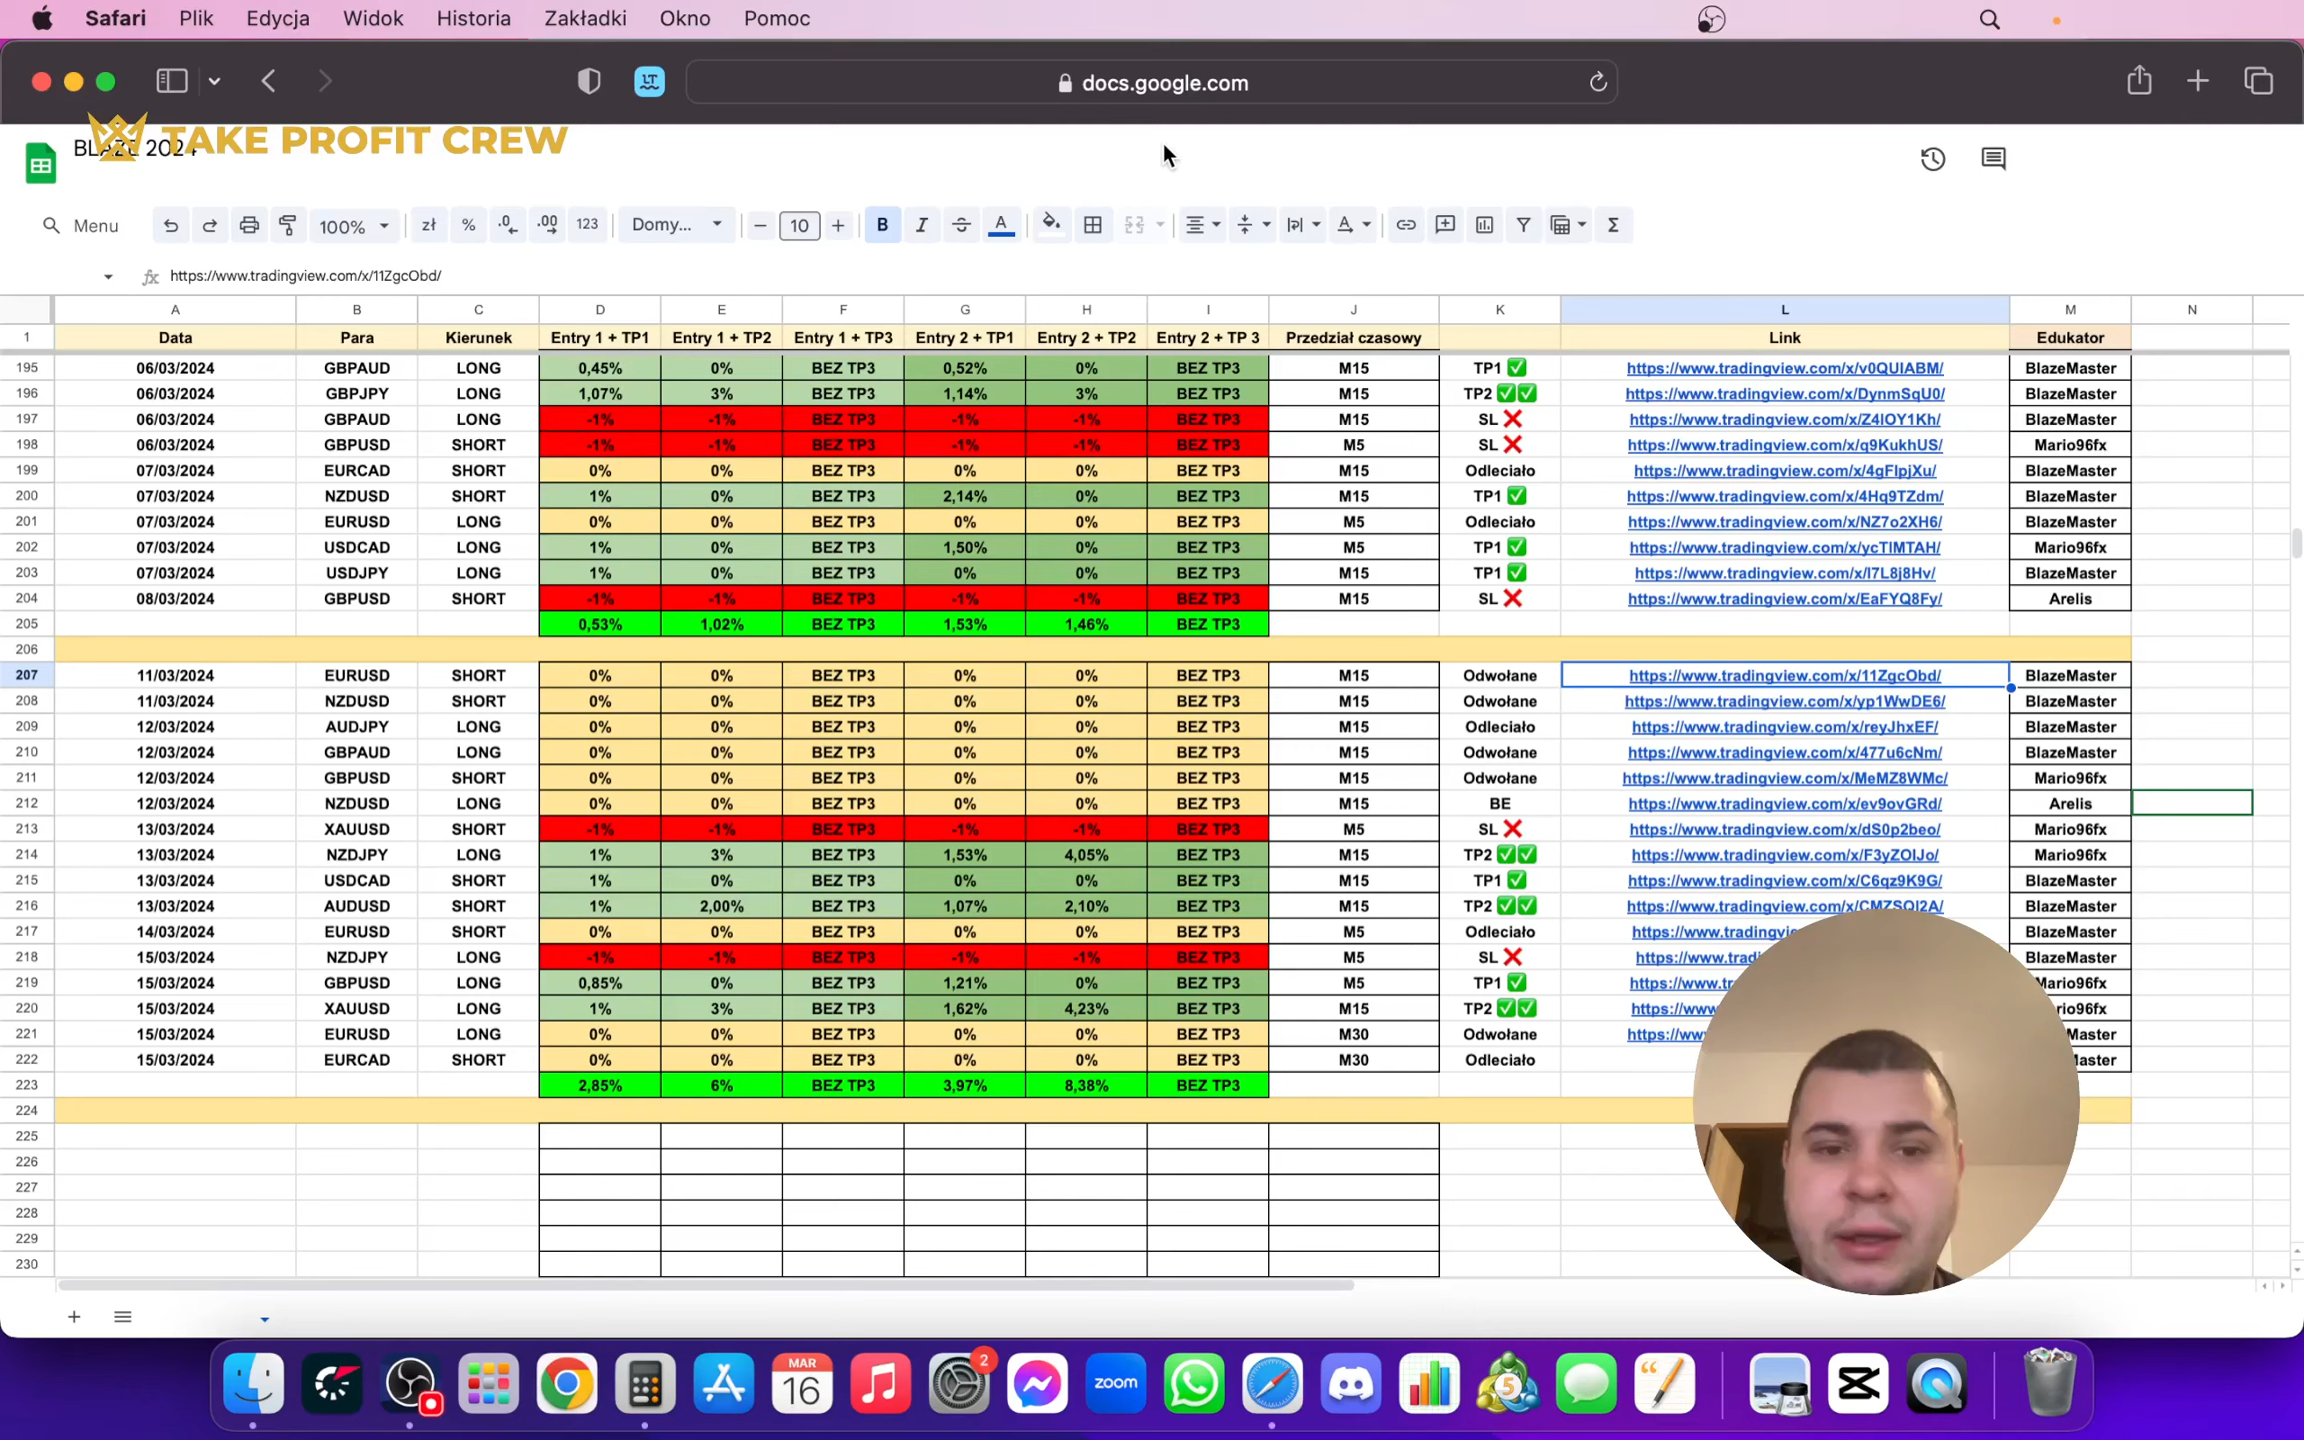 Safari Plik Edycja Widok Historia Zakładki Okno Pomoc
docs.google.com
TAKE PROFIT CREW
BLAZE 2024
Menu 100% zł % .0 .00 123 Domy... 10 B I A
https://www.tradingview.com/x/11ZgcObd/
A B C D E F G H I J K L M N
1 Data Para Kierunek Entry 1 + TP1 Entry 1 + TP2 Entry 1 + TP3 Entry 2 + TP1 Entry 2 + TP2 Entry 2 + TP 3 Przedział czasowy Link Edukator
195 06/03/2024 GBPAUD LONG 0,45% 0% BEZ TP3 0,52% 0% BEZ TP3 M15 TP1 ✅ https://www.tradingview.com/x/v0QUIABM/ BlazeMaster
196 06/03/2024 GBPJPY LONG 1,07% 3% BEZ TP3 1,14% 3% BEZ TP3 M15 TP2 ✅✅ https://www.tradingview.com/x/DynmSqU0/ BlazeMaster
197 06/03/2024 GBPAUD LONG -1% -1% BEZ TP3 -1% -1% BEZ TP3 M15 SL ❌ https://www.tradingview.com/x/Z4IOY1Kh/ BlazeMaster
198 06/03/2024 GBPUSD SHORT -1% -1% BEZ TP3 -1% -1% BEZ TP3 M5 SL ❌ https://www.tradingview.com/x/q9KukhUS/ Mario96fx
199 07/03/2024 EURCAD SHORT 0% 0% BEZ TP3 0% 0% BEZ TP3 M15 Odleciało https://www.tradingview.com/x/4gFIpjXu/ BlazeMaster
200 07/03/2024 NZDUSD SHORT 1% 0% BEZ TP3 2,14% 0% BEZ TP3 M15 TP1 ✅ https://www.tradingview.com/x/4Hq9TZdm/ BlazeMaster
201 07/03/2024 EURUSD LONG 0% 0% BEZ TP3 0% 0% BEZ TP3 M5 Odleciało https://www.tradingview.com/x/NZ7o2XH6/ BlazeMaster
202 07/03/2024 USDCAD LONG 1% 0% BEZ TP3 1,50% 0% BEZ TP3 M5 TP1 ✅ https://www.tradingview.com/x/ycTIMTAH/ Mario96fx
203 07/03/2024 USDJPY LONG 1% 0% BEZ TP3 0% 0% BEZ TP3 M15 TP1 ✅ https://www.tradingview.com/x/I7L8j8Hv/ BlazeMaster
204 08/03/2024 GBPUSD SHORT -1% -1% BEZ TP3 -1% -1% BEZ TP3 M15 SL ❌ https://www.tradingview.com/x/EaFYQ8Fy/ Arelis
205 0,53% 1,02% BEZ TP3 1,53% 1,46% BEZ TP3
206
207 11/03/2024 EURUSD SHORT 0% 0% BEZ TP3 0% 0% BEZ TP3 M15 Odwołane https://www.tradingview.com/x/11ZgcObd/ BlazeMaster
208 11/03/2024 NZDUSD SHORT 0% 0% BEZ TP3 0% 0% BEZ TP3 M15 Odwołane https://www.tradingview.com/x/yp1WwDE6/ BlazeMaster
209 12/03/2024 AUDJPY LONG 0% 0% BEZ TP3 0% 0% BEZ TP3 M15 Odleciało https://www.tradingview.com/x/reyJhxEF/ BlazeMaster
210 12/03/2024 GBPAUD LONG 0% 0% BEZ TP3 0% 0% BEZ TP3 M15 Odwołane https://www.tradingview.com/x/477u6cNm/ BlazeMaster
211 12/03/2024 GBPUSD SHORT 0% 0% BEZ TP3 0% 0% BEZ TP3 M15 Odwołane https://www.tradingview.com/x/MeMZ8WMc/ Mario96fx
212 12/03/2024 NZDUSD LONG 0% 0% BEZ TP3 0% 0% BEZ TP3 M15 BE https://www.tradingview.com/x/ev9ovGRd/ Arelis
213 13/03/2024 XAUUSD SHORT -1% -1% BEZ TP3 -1% -1% BEZ TP3 M5 SL ❌ https://www.tradingview.com/x/dS0p2beo/ Mario96fx
214 13/03/2024 NZDJPY LONG 1% 3% BEZ TP3 1,53% 4,05% BEZ TP3 M15 TP2 ✅✅ https://www.tradingview.com/x/F3yZOIJo/ Mario96fx
215 13/03/2024 USDCAD SHORT 1% 0% BEZ TP3 0% 0% BEZ TP3 M15 TP1 ✅ https://www.tradingview.com/x/C6qz9K9G/ BlazeMaster
216 13/03/2024 AUDUSD SHORT 1% 2,00% BEZ TP3 1,07% 2,10% BEZ TP3 M15 TP2 ✅✅ https://www.tradingview.com/x/CMZSQI2A/ BlazeMaster
217 14/03/2024 EURUSD SHORT 0% 0% BEZ TP3 0% 0% BEZ TP3 M5 Odleciało https://www.tradingvie BlazeMaster
218 15/03/2024 NZDJPY LONG -1% -1% BEZ TP3 -1% -1% BEZ TP3 M5 SL ❌ https://www.tradi BlazeMaster
219 15/03/2024 GBPUSD LONG 0,85% 0% BEZ TP3 1,21% 0% BEZ TP3 M5 TP1 ✅ https://www.tr Mario96fx
220 15/03/2024 XAUUSD LONG 1% 3% BEZ TP3 1,62% 4,23% BEZ TP3 M15 TP2 ✅✅ https://www ario96fx
221 15/03/2024 EURUSD LONG 0% 0% BEZ TP3 0% 0% BEZ TP3 M30 Odwołane https://www Master
222 15/03/2024 EURCAD SHORT 0% 0% BEZ TP3 0% 0% BEZ TP3 M30 Odleciało Master
223 2,85% 6% BEZ TP3 3,97% 8,38% BEZ TP3
224
225
226
227
228
229
230
MAR
16
2
zoom
5